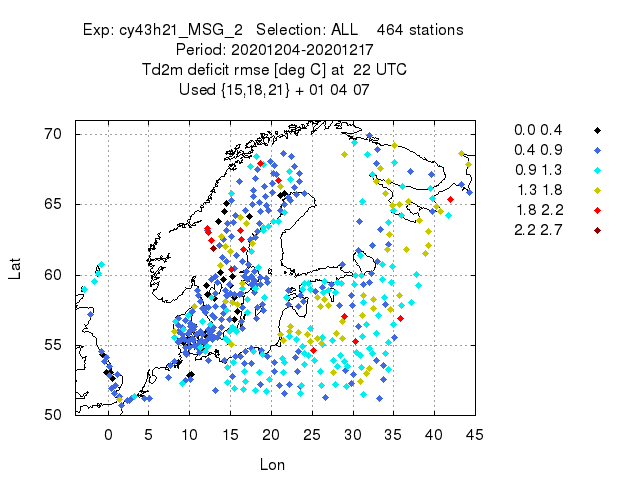 Exp: cy43h21_MSG_2   Selection: ALL    464 stations
Period: 20201204-20201217
Td2m deficit rmse [deg C] at  22 UTC
Used {15,18,21} + 01 04 07
0.0 0.4
0.4 0.9
0.9 1.3
1.3 1.8
1.8 2.2
2.2 2.7
70
65
60
55
50
Lat
0 5 10 15 20 25 30 35 40 45
Lon